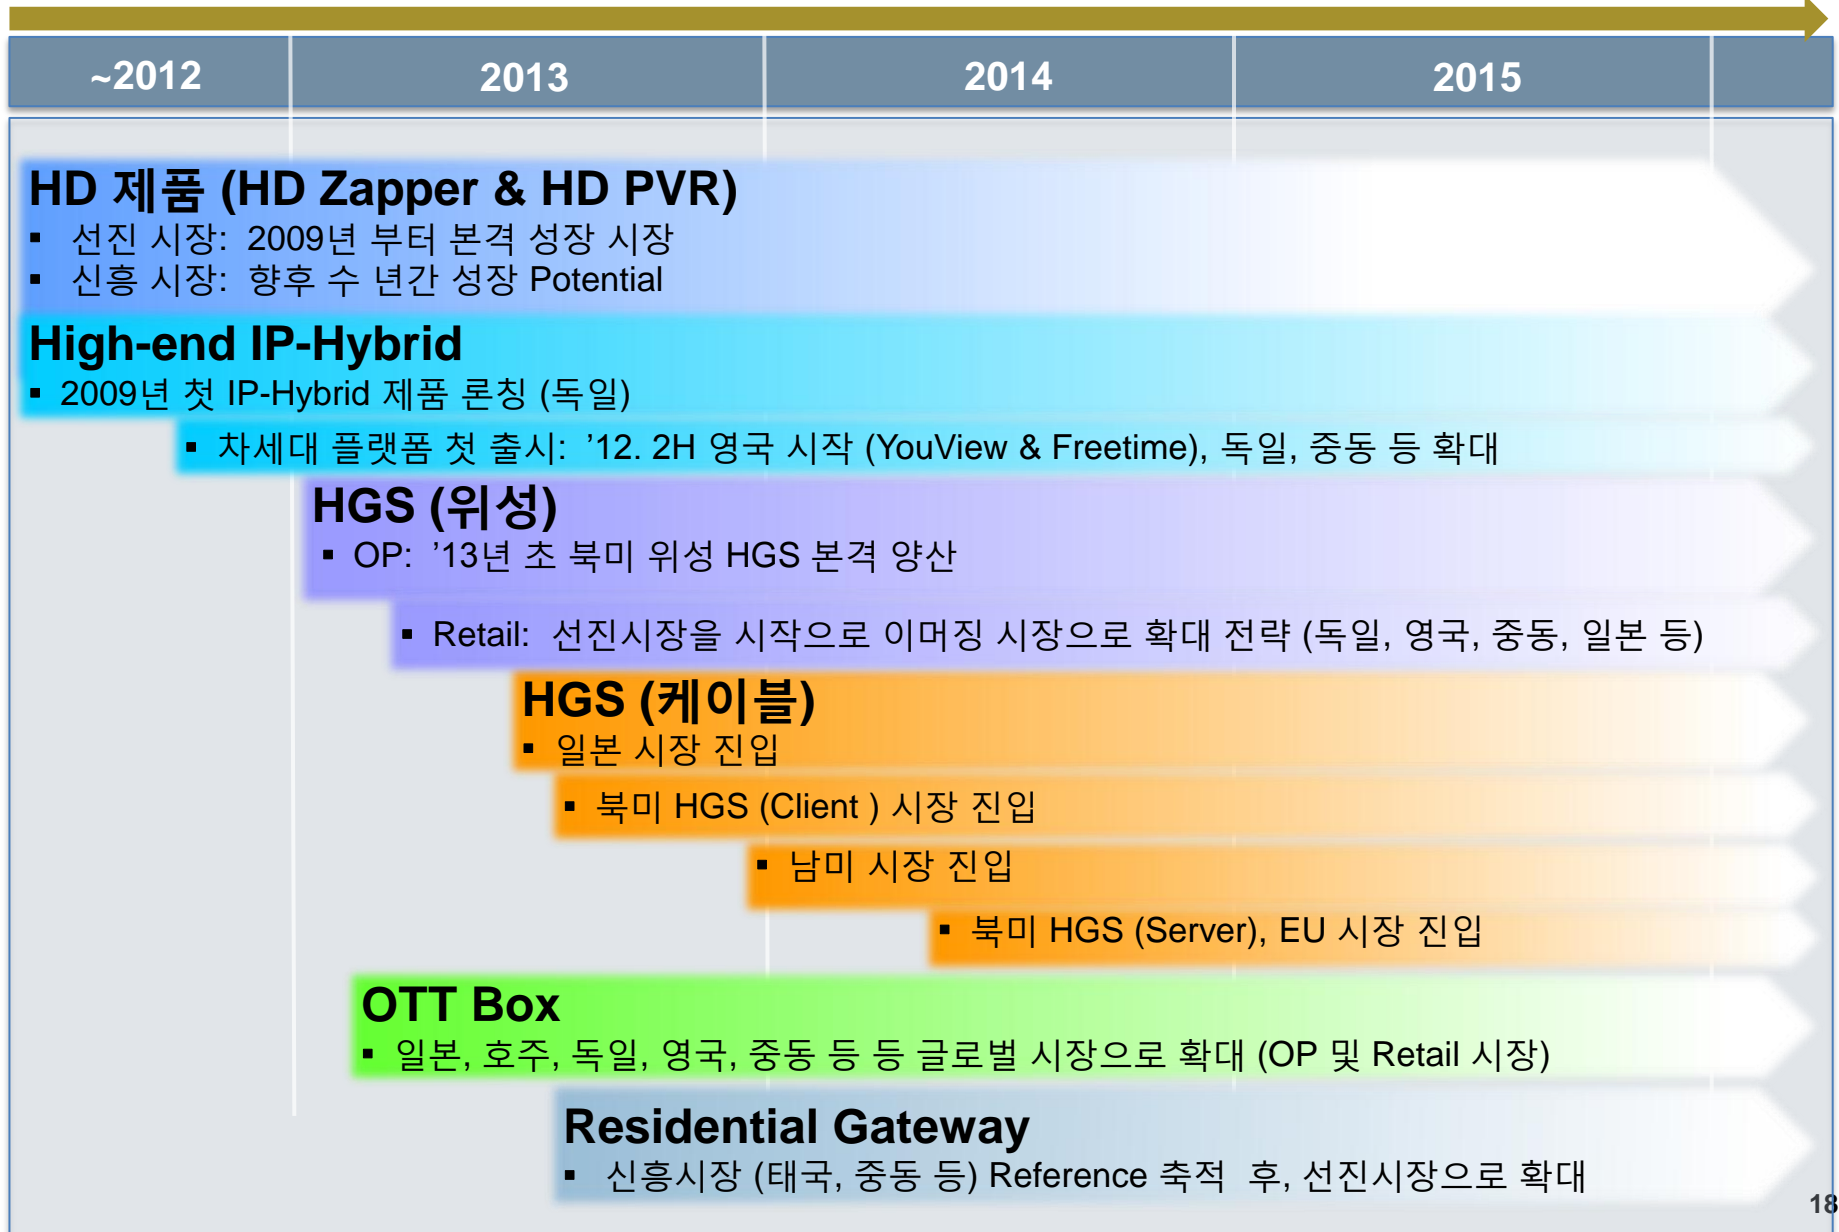 ~2012 2013 2014 2015
HD 제품 (HD Zapper & HD PVR)
▪ 선진 시장: 2009년 부터 본격 성장 시장
▪ 신흥 시장: 향후 수 년간 성장 Potential
High-end IP-Hybrid
▪ 2009년 첫 IP-Hybrid 제품 론칭 (독일)
▪ 차세대 플랫폼 첫 출시: ’12. 2H 영국 시작 (YouView & Freetime), 독일, 중동 등 확대
HGS (위성)
▪ OP: ’13년 초 북미 위성 HGS 본격 양산
▪ Retail: 선진시장을 시작으로 이머징 시장으로 확대 전략 (독일, 영국, 중동, 일본 등)
HGS (케이블)
▪ 일본 시장 진입
▪ 북미 HGS (Client ) 시장 진입
▪ 남미 시장 진입
▪ 북미 HGS (Server), EU 시장 진입
OTT Box
▪ 일본, 호주, 독일, 영국, 중동 등 등 글로벌 시장으로 확대 (OP 및 Retail 시장)
Residential Gateway
▪ 신흥시장 (태국, 중동 등) Reference 축적 후, 선진시장으로 확대
18